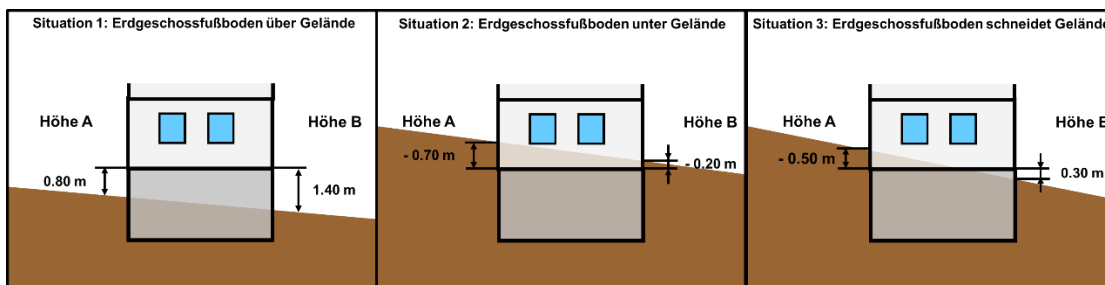 Situation 1: Erdgeschossfußboden über Gelände
Höhe A
Höhe B
0.80 m
1.40 m
Situation 2: Erdgeschossfußboden unter Gelände
Höhe A
Höhe B
- 0.70 m
- 0.20 m
Situation 3: Erdgeschossfußboden schneidet Gelände
Höhe A
Höhe B
- 0.50 m
0.30 m